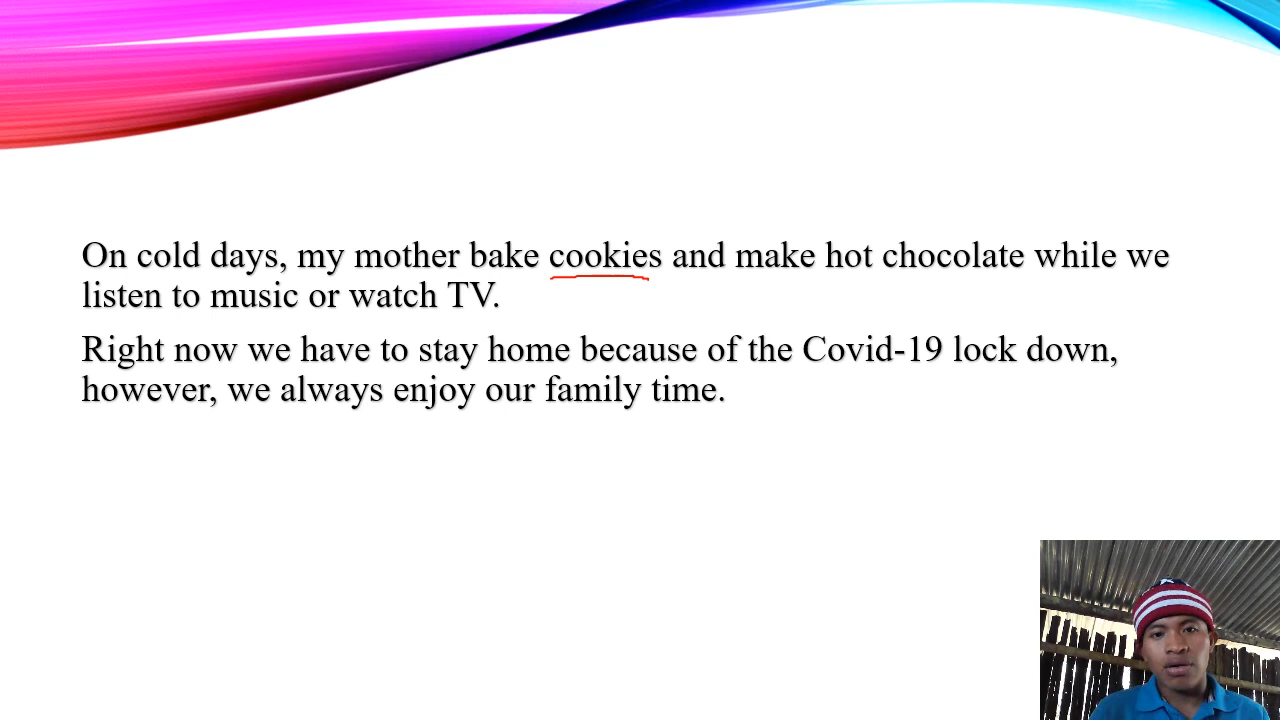 On cold days, my mother bake cookies and make hot chocolate while we
listen to music or watch TV.
Right now we have to stay home because of the Covid-19 lock down,
however, we always enjoy our family time.